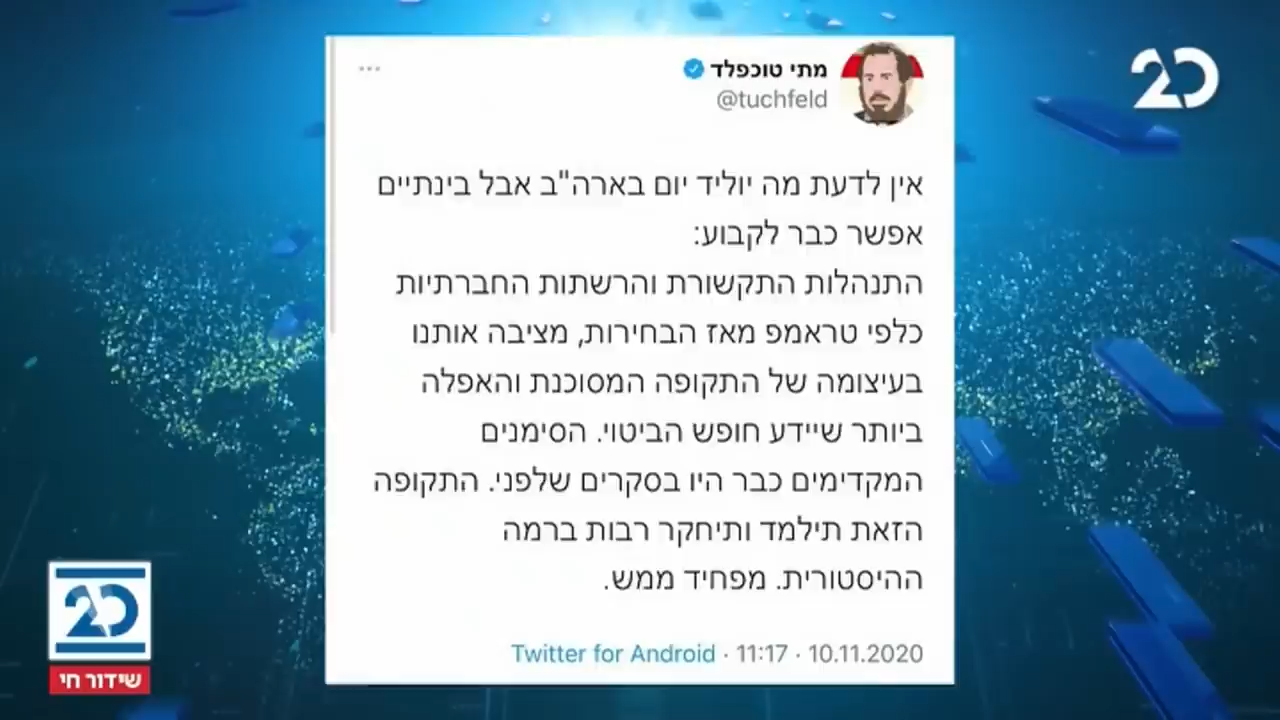 מתי טוכפלד
@tuchfeld
20
אין לדעת מה יוליד יום בארה"ב אבל בינתיים
אפשר כבר לקבוע:
התנהלות התקשורת והרשתות החברתיות
כלפי טראמפ מאז הבחירות, מציבה אותנו
בעיצומה של התקופה המסוכנת והאפלה
ביותר שיידע חופש הביטוי. הסימנים
המקדימים כבר היו בסקרים שלפני. התקופה
הזאת תילמד ותיחקר רבות ברמה
ההיסטורית. מפחיד ממש.
Twitter for Android · 11:17 · 10.11.2020
20
שידור חי